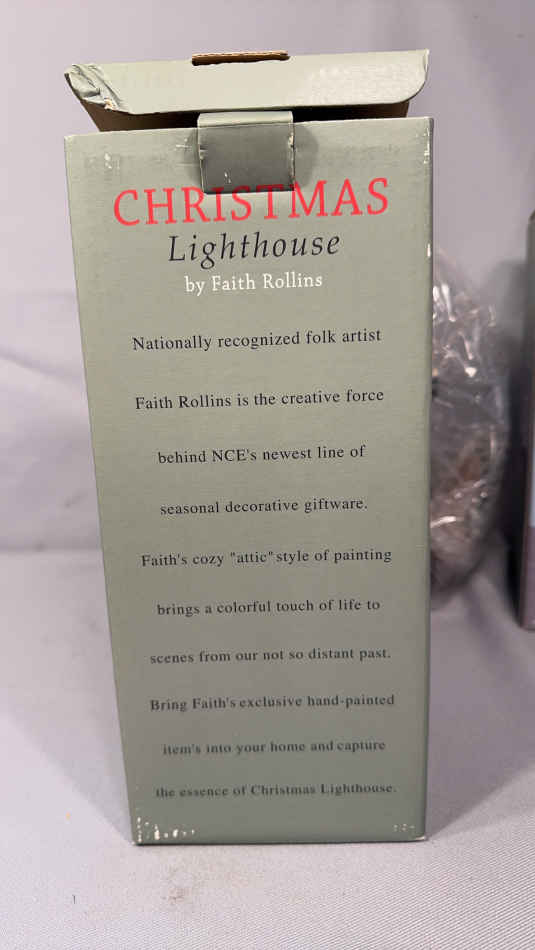 CHRISTMAS
Lighthouse
by Faith Rollins
Nationally recognized folk artist
Faith Rollins is the creative force
behind NCE's newest line of
seasonal decorative giftware.
Faith's cozy "attic" style of painting
brings a colorful touch of life to
scenes from our not so distant past.
Bring Faith's exclusive hand-painted
item's into your home and capture
the essence of Christmas Lighthouse.